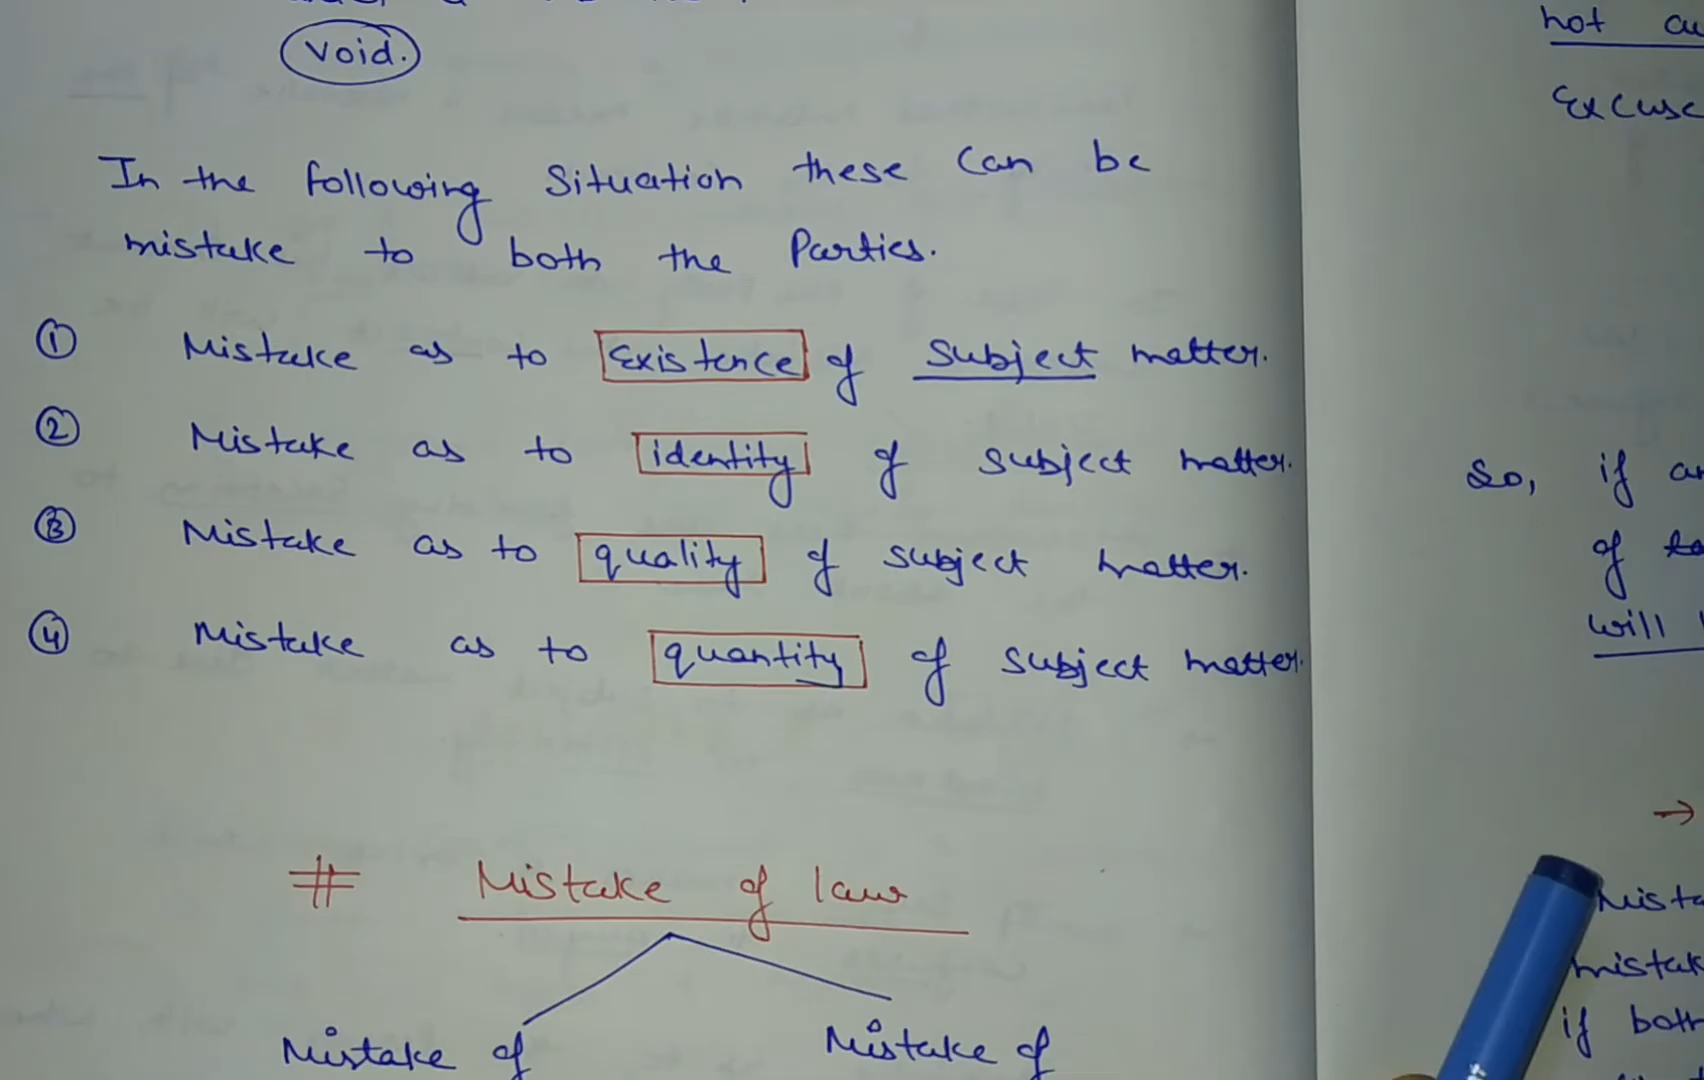 Void.
In the following Situation these Can be
mistake to both the Parties.
① Mistake as to Existence of Subject matter.
② Mistake as to identity of subject matter.
③ Mistake as to quality of subject matter.
④ Mistake as to quantity of subject matter.
# Mistake of law
Mistake of Mistake of
not
Excuse
So, if
of
will
→
if both